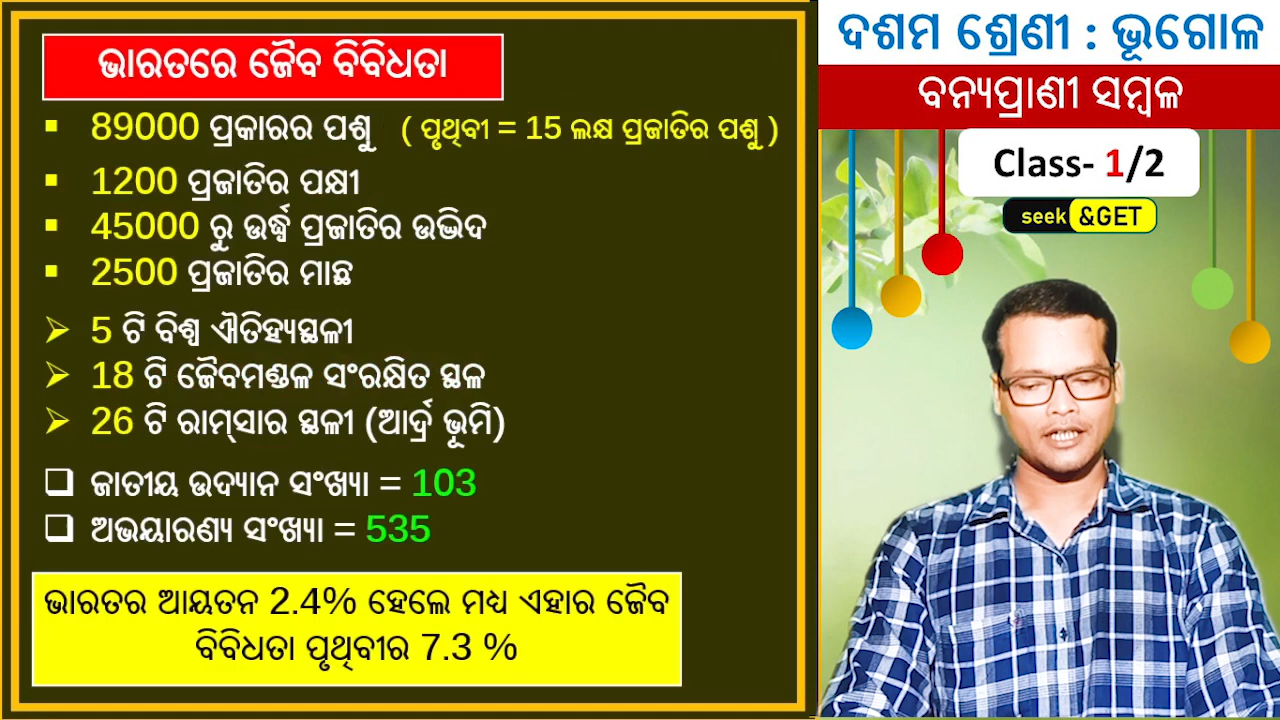 ଭାରତରେ ଜୈବ ବିବିଧତା
▪ 89000 ପ୍ରକାରର ପଶୁ ( ପୃଥିବୀ = 15 ଲକ୍ଷ ପ୍ରଜାତିର ପଶୁ )
▪ 1200 ପ୍ରଜାତିର ପକ୍ଷୀ
▪ 45000 ରୁ ଉର୍ଦ୍ଧ୍ୱ ପ୍ରଜାତିର ଉଦ୍ଭିଦ
▪ 2500 ପ୍ରଜାତିର ମାଛ
➢ 5 ଟି ବିଶ୍ୱ ଐତିହ୍ୟସ୍ଥଳୀ
➢ 18 ଟି ଜୈବମଣ୍ଡଳ ସଂରକ୍ଷିତ ସ୍ଥଳ
➢ 26 ଟି ରାମ୍‌ସାର ସ୍ଥଳୀ (ଆର୍ଦ୍ର ଭୂମି)
❑ ଜାତୀୟ ଉଦ୍ୟାନ ସଂଖ୍ୟା = 103
❑ ଅଭୟାରଣ୍ୟ ସଂଖ୍ୟା = 535
ଭାରତର ଆୟତନ 2.4% ହେଲେ ମଧ୍ୟ ଏହାର ଜୈବ
ବିବିଧତା ପୃଥିବୀର 7.3 %
ଦଶମ ଶ୍ରେଣୀ : ଭୂଗୋଳ
ବନ୍ୟପ୍ରାଣୀ ସମ୍ବଳ
Class- 1/2
seek &GET